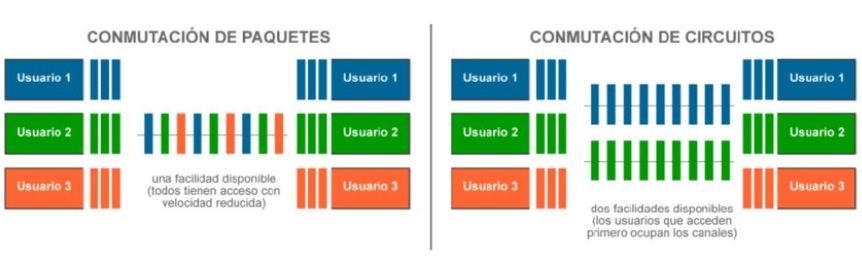 CONMUTACIÓN DE PAQUETES
Usuario 1
Usuario 1
Usuario 2
Usuario 2
Usuario 3
Usuario 3
una facilidad disponible
(todos tienen acceso con
velocidad reducida)
CONMUTACIÓN DE CIRCUITOS
Usuario 1
Usuario 1
Usuario 2
Usuario 2
Usuario 3
Usuario 3
dos facilidades disponibles
(los usuarios que acceden
primero ocupan los canales)